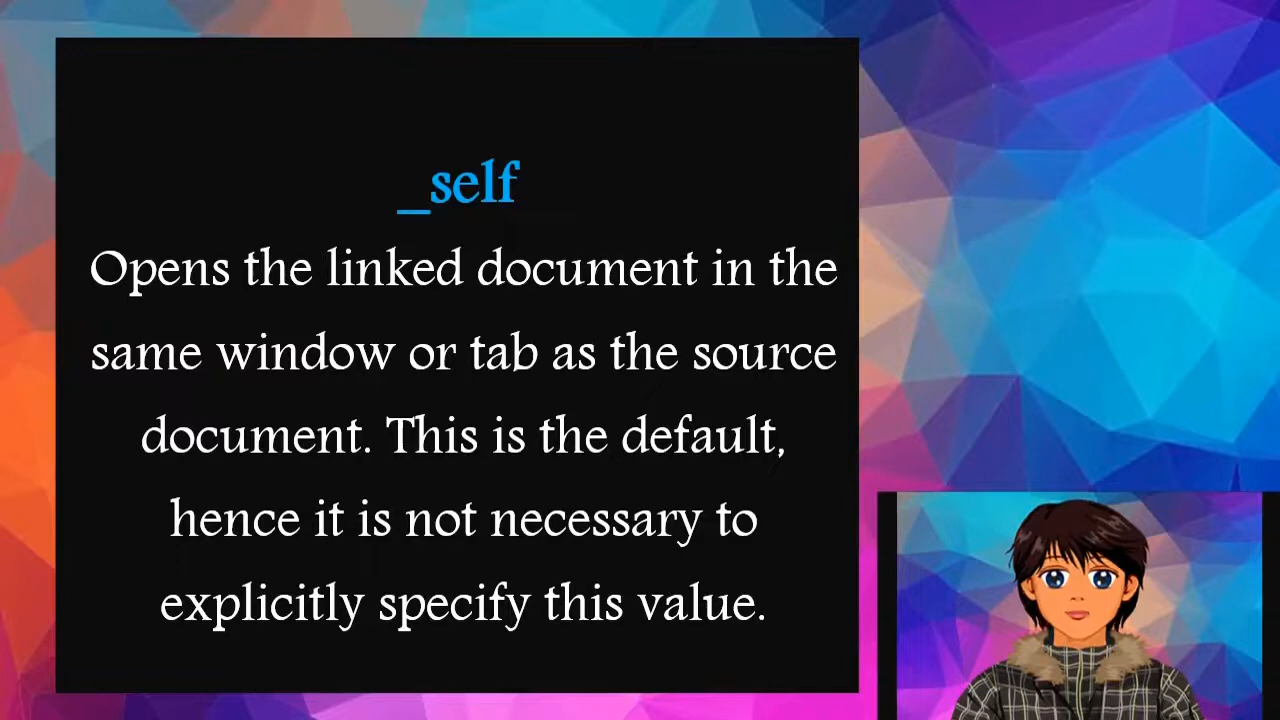 _self
Opens the linked document in the
same window or tab as the source
document. This is the default,
hence it is not necessary to
explicitly specify this value.